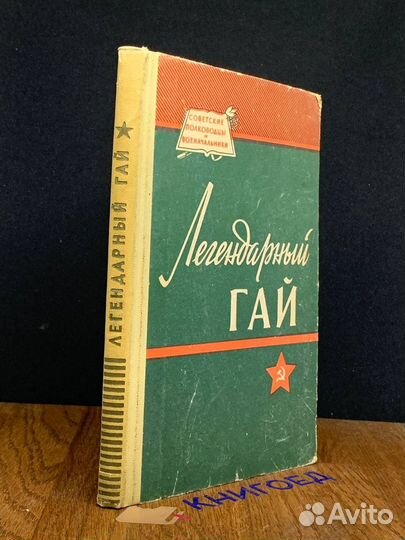 СОВЕТСКИЕ
ПОЛКОВОДЦЫ
И
ВОЕНАЧАЛЬНИКИ
Легендарный
ГАЙ
ЛЕГЕНДАРНЫЙ ГАЙ
КНИГОЕД
Avito